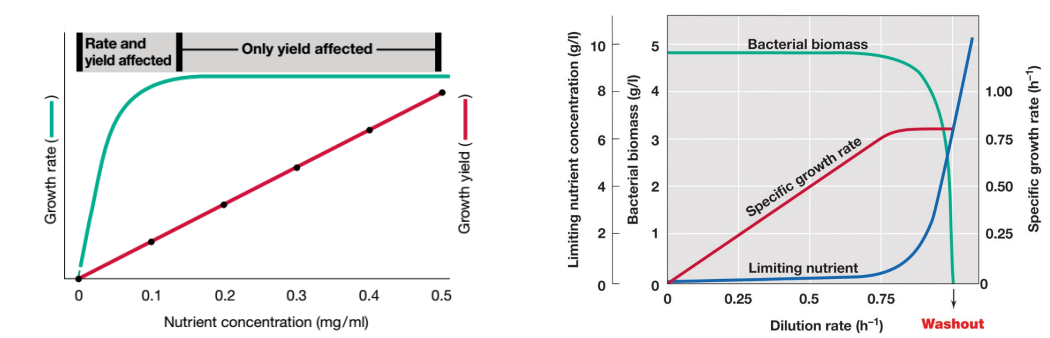 Rate and
yield affected
Only yield affected
Growth rate ( )
Growth yield ( )
0 0.1 0.2 0.3 0.4 0.5
Nutrient concentration (mg/ml)
Limiting nutrient concentration (g/l)
10
8
6
4
2
0
Bacterial biomass (g/l)
5
4
3
2
1
0
Bacterial biomass
Specific growth rate
Limiting nutrient
1.00
0.75
0.50
0.25
0
Specific growth rate (h⁻¹)
0 0.25 0.5 0.75
Dilution rate (h⁻¹)
Washout